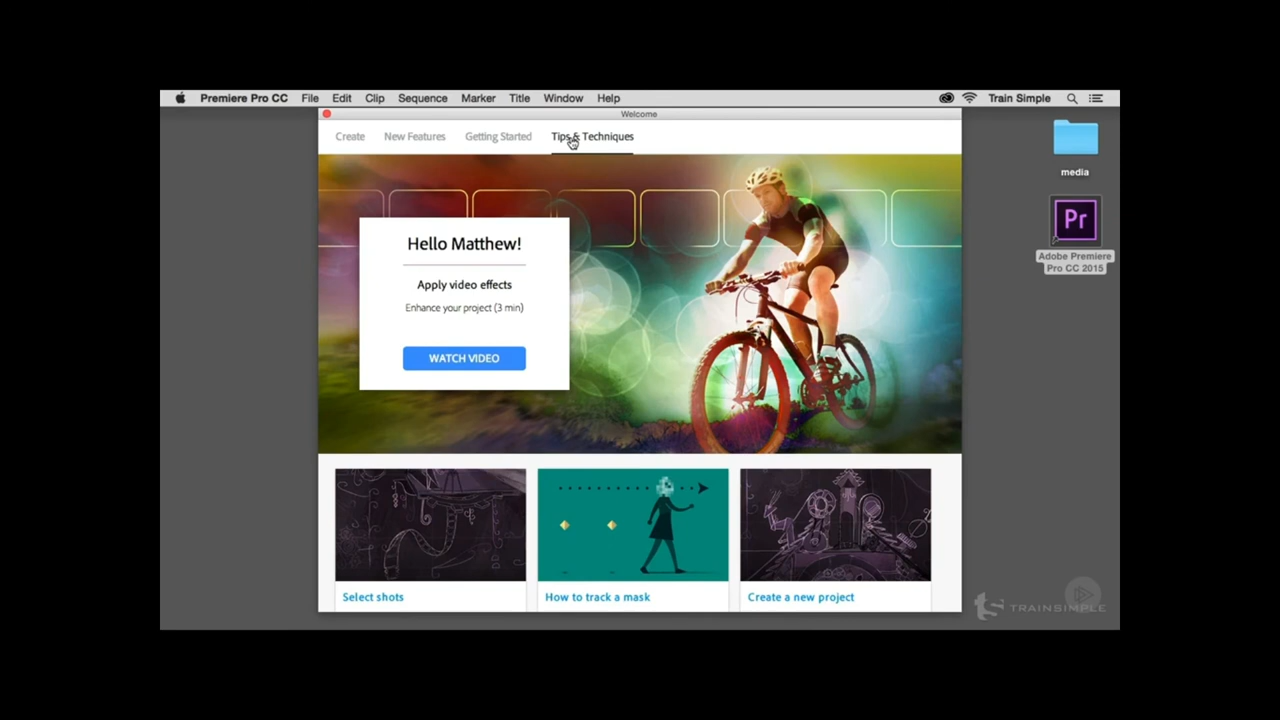 Premiere Pro CC File Edit Clip Sequence Marker Title Window Help Train Simple
Welcome
Create New Features Getting Started Tips & Techniques
media
Hello Matthew!
Apply video effects
Enhance your project (3 min)
WATCH VIDEO
Pr
Adobe Premiere
Pro CC 2015
Select shots How to track a mask Create a new project
ts TRAINSIMPLE